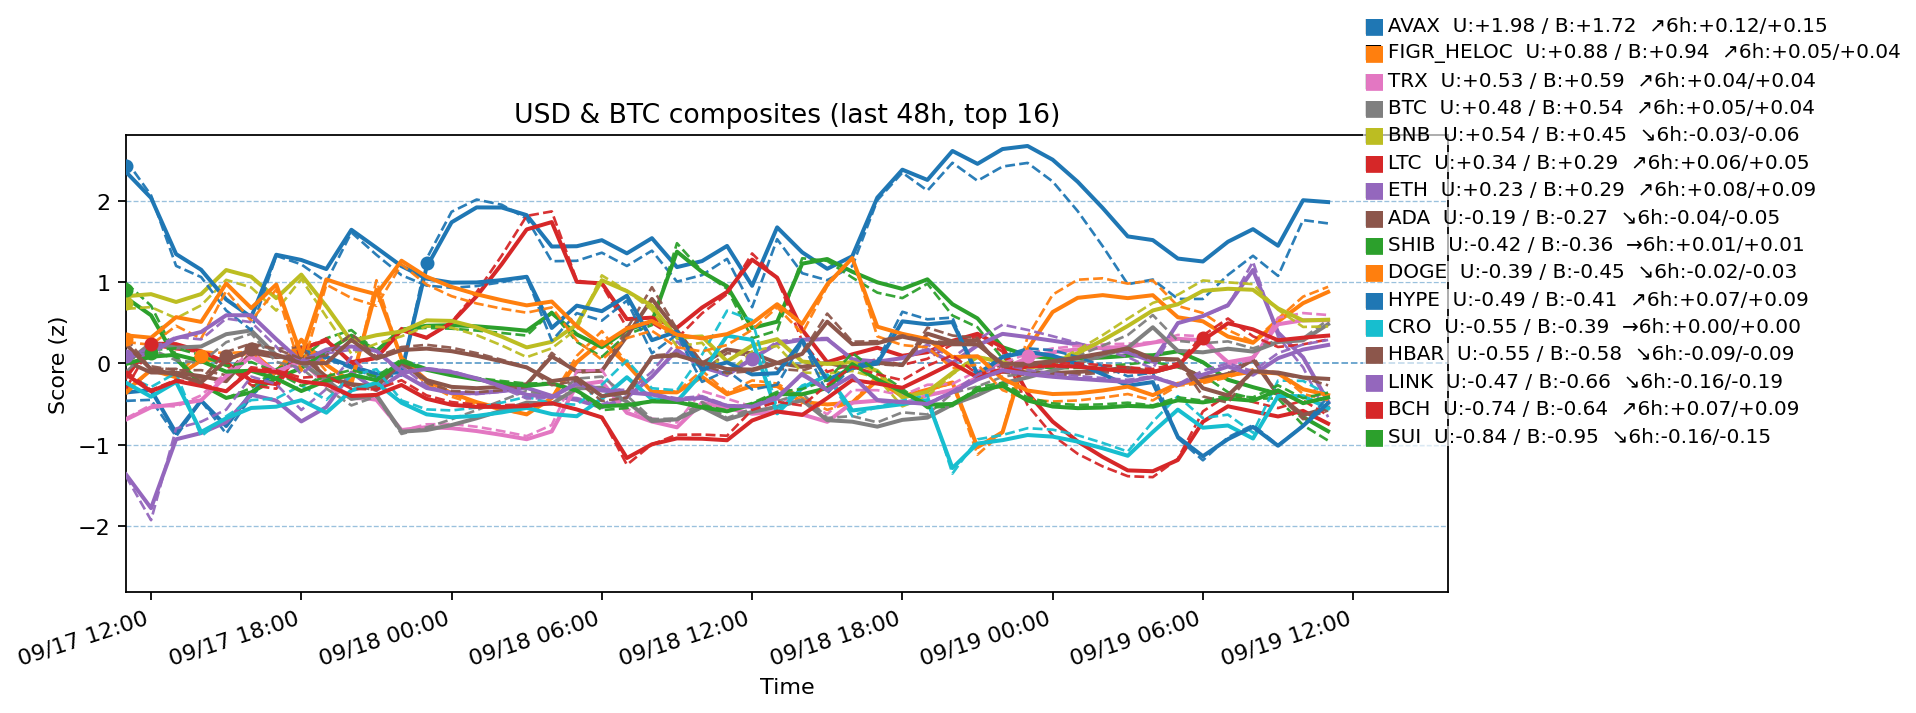 AVAX  U:+1.98 / B:+1.72  ↗6h:+0.12/+0.15
FIGR_HELOC  U:+0.88 / B:+0.94  ↗6h:+0.05/+0.04
TRX  U:+0.53 / B:+0.59  ↗6h:+0.04/+0.04
BTC  U:+0.48 / B:+0.54  ↗6h:+0.05/+0.04
BNB  U:+0.54 / B:+0.45  ↘6h:-0.03/-0.06
LTC  U:+0.34 / B:+0.29  ↗6h:+0.06/+0.05
ETH  U:+0.23 / B:+0.29  ↗6h:+0.08/+0.09
ADA  U:-0.19 / B:-0.27  ↘6h:-0.04/-0.05
SHIB  U:-0.42 / B:-0.36  →6h:+0.01/+0.01
DOGE  U:-0.39 / B:-0.45  ↘6h:-0.02/-0.03
HYPE  U:-0.49 / B:-0.41  ↗6h:+0.07/+0.09
CRO  U:-0.55 / B:-0.39  →6h:+0.00/+0.00
HBAR  U:-0.55 / B:-0.58  ↘6h:-0.09/-0.09
LINK  U:-0.47 / B:-0.66  ↘6h:-0.16/-0.19
BCH  U:-0.74 / B:-0.64  ↗6h:+0.07/+0.09
SUI  U:-0.84 / B:-0.95  ↘6h:-0.16/-0.15
USD & BTC composites (last 48h, top 16)
Score (z)
2
1
0
−1
−2
09/17 12:00
09/17 18:00
09/18 00:00
09/18 06:00
09/18 12:00
09/18 18:00
09/19 00:00
09/19 06:00
09/19 12:00
Time